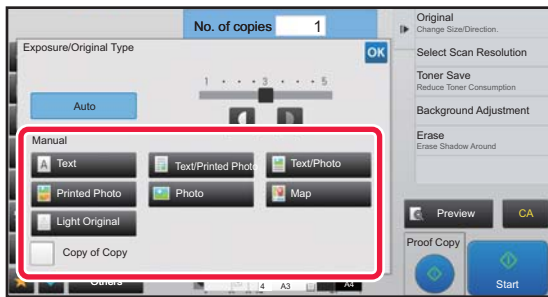 No. of copies 1
Exposure/Original Type
OK
1 3 5
Auto
Manual
A Text
Text/Printed Photo
Text/Photo
Printed Photo
Photo
Map
Light Original
Copy of Copy
Others
4 A3 A4
Original
Change Size/Direction.
Select Scan Resolution
Toner Save
Reduce Toner Consumption
Background Adjustment
Erase
Erase Shadow Around
Preview
CA
Proof Copy
Start